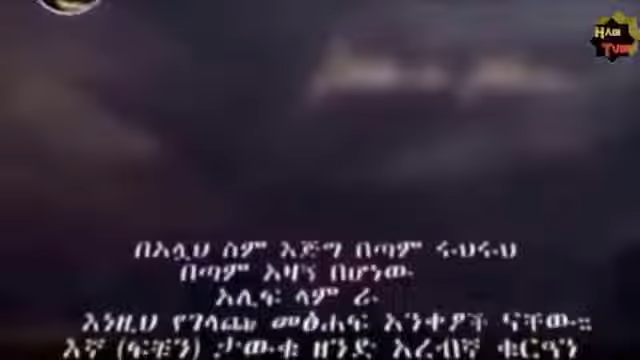 በአሏህ ስም እጅግ በጣም ሩህሩህ
በጣም አዛኝ በሆነው
አሊፍ ላም ራ
እነዚህ የገላጩ መፅሐፍ አንቀፆች ናቸው።
እኛ (ፍቹን) ታውቁ ዘንድ አረብኛ ቁርዓን